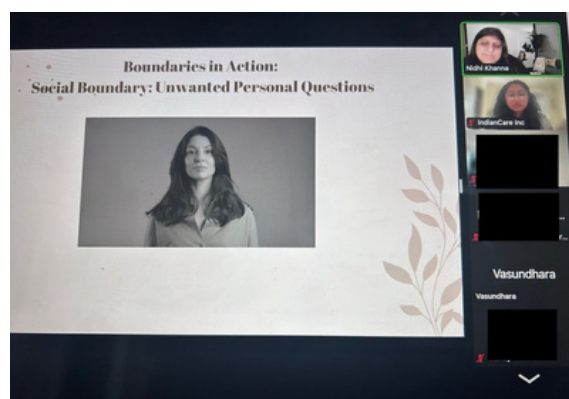 Boundaries in Action:
Social Boundary: Unwanted Personal Questions
Nidhi Khanna
IndianCare Inc
Vasundhara
Vasundhara